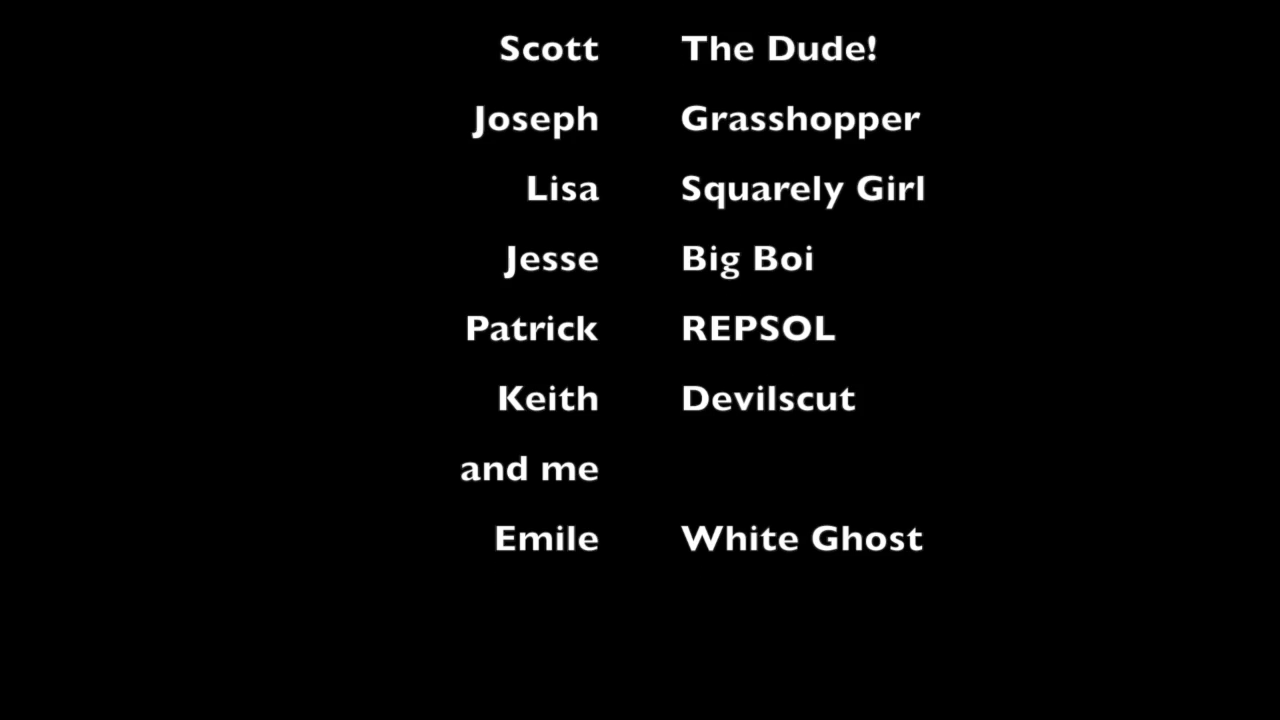 Scott The Dude!
Joseph Grasshopper
Lisa Squarely Girl
Jesse Big Boi
Patrick REPSOL
Keith Devilscut
and me
Emile White Ghost